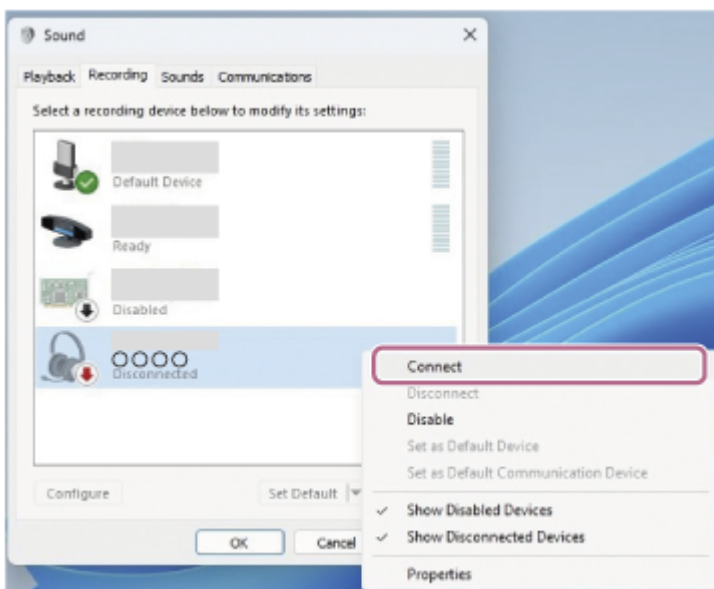 Sound
Playback Recording Sounds Communications
Select a recording device below to modify its settings:
Default Device
Ready
Disabled
○○○○
Disconnected
Connect
Disconnect
Disable
Set as Default Device
Set as Default Communication Device
Show Disabled Devices
Show Disconnected Devices
Properties
Configure
Set Default
OK
Cancel